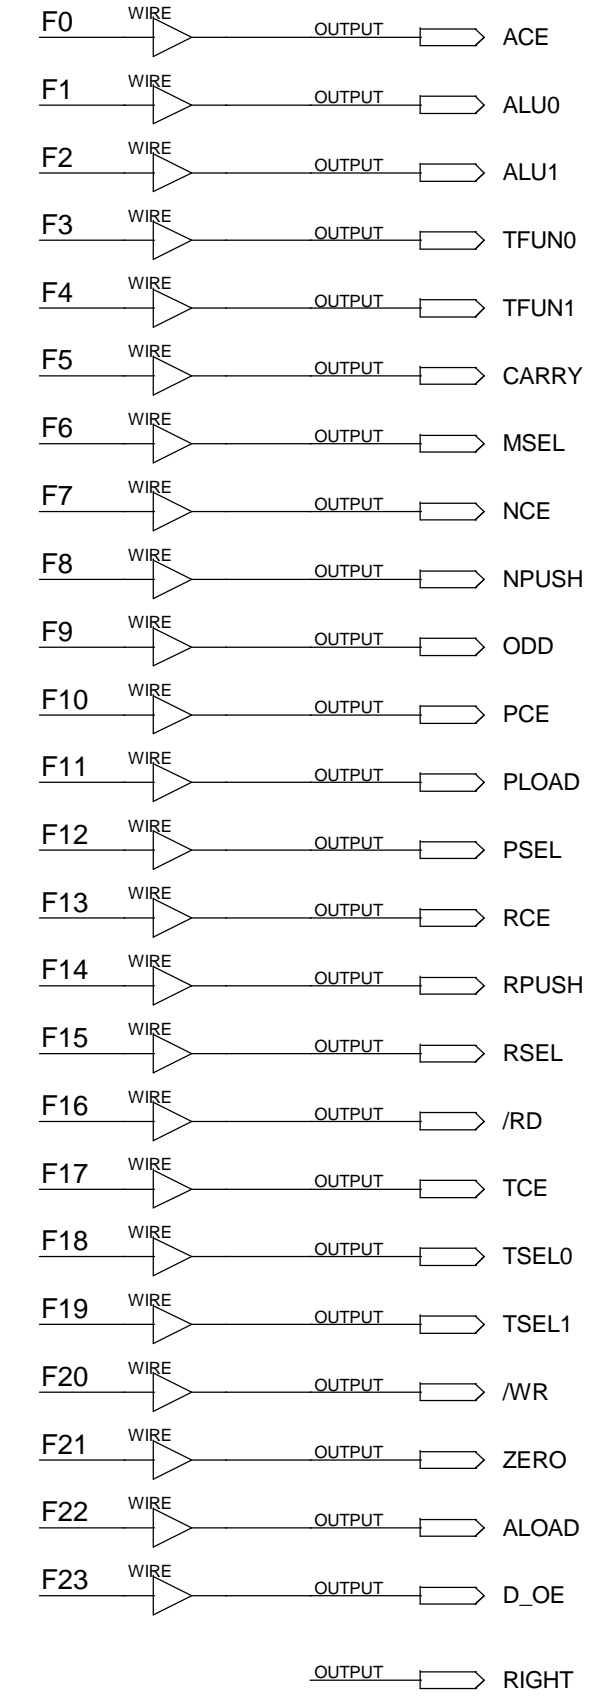 F0 WIRE OUTPUT ACE
F1 WIRE OUTPUT ALU0
F2 WIRE OUTPUT ALU1
F3 WIRE OUTPUT TFUN0
F4 WIRE OUTPUT TFUN1
F5 WIRE OUTPUT CARRY
F6 WIRE OUTPUT MSEL
F7 WIRE OUTPUT NCE
F8 WIRE OUTPUT NPUSH
F9 WIRE OUTPUT ODD
F10 WIRE OUTPUT PCE
F11 WIRE OUTPUT PLOAD
F12 WIRE OUTPUT PSEL
F13 WIRE OUTPUT RCE
F14 WIRE OUTPUT RPUSH
F15 WIRE OUTPUT RSEL
F16 WIRE OUTPUT /RD
F17 WIRE OUTPUT TCE
F18 WIRE OUTPUT TSEL0
F19 WIRE OUTPUT TSEL1
F20 WIRE OUTPUT /WR
F21 WIRE OUTPUT ZERO
F22 WIRE OUTPUT ALOAD
F23 WIRE OUTPUT D_OE
OUTPUT RIGHT